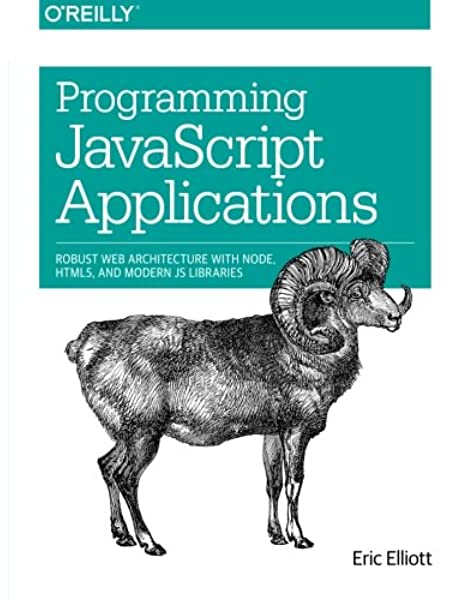 O'REILLY®
Programming
JavaScript
Applications
ROBUST WEB ARCHITECTURE WITH NODE,
HTML5, AND MODERN JS LIBRARIES
Eric Elliott